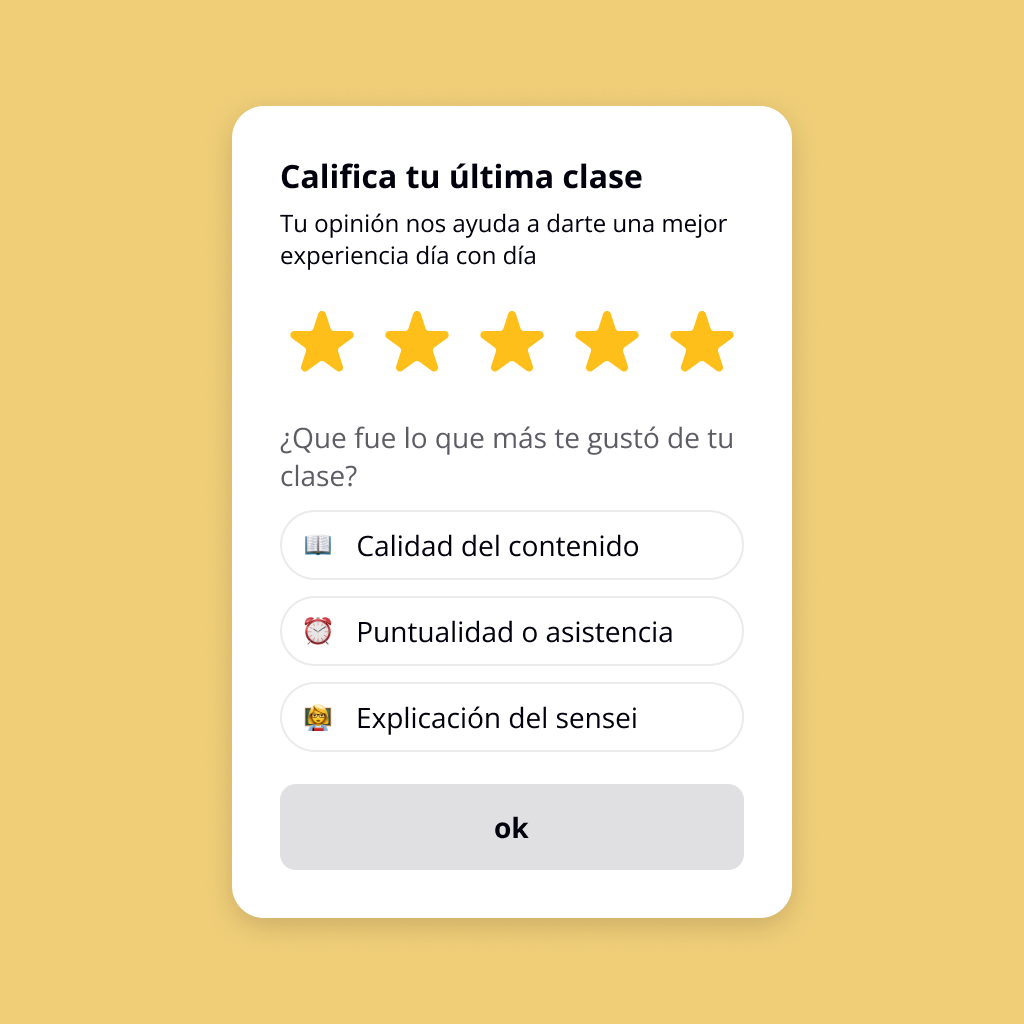 Califica tu última clase
Tu opinión nos ayuda a darte una mejor
experiencia día con día
¿Que fue lo que más te gustó de tu
clase?
Calidad del contenido
Puntualidad o asistencia
Explicación del sensei
ok